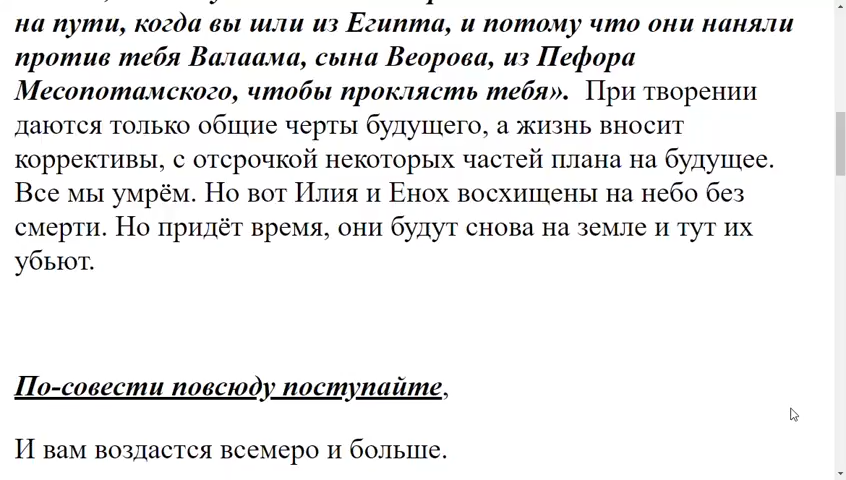 на пути, когда вы шли из Египта, и потому что они наняли
против тебя Валаама, сына Веорова, из Пефора
Месопотамского, чтобы проклясть тебя».  При творении
даются только общие черты будущего, а жизнь вносит
коррективы, с отсрочкой некоторых частей плана на будущее.
Все мы умрём. Но вот Илия и Енох восхищены на небо без
смерти. Но придёт время, они будут снова на земле и тут их
убьют.
По-совести повсюду поступайте,
И вам воздастся всемеро и больше.